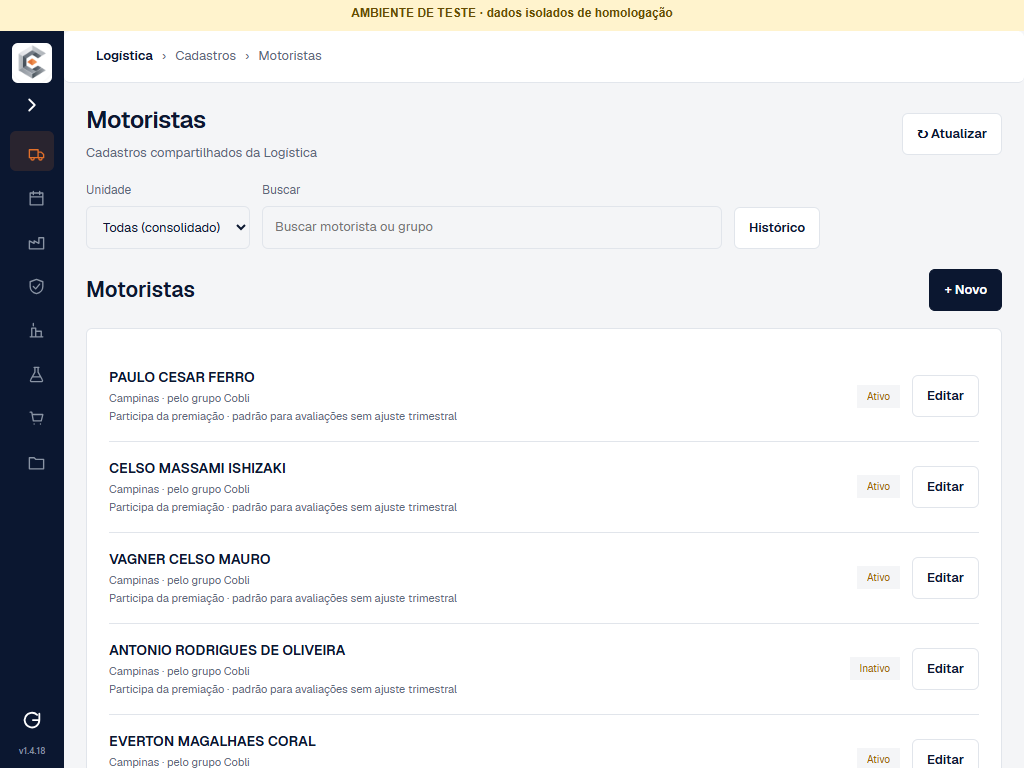 AMBIENTE DE TESTE · dados isolados de homologação
Logística › Cadastros › Motoristas
Motoristas
Cadastros compartilhados da Logística
↻ Atualizar
Unidade
Buscar
Todas (consolidado)
Buscar motorista ou grupo
Histórico
Motoristas
+ Novo
PAULO CESAR FERRO
Campinas · pelo grupo Cobli
Participa da premiação · padrão para avaliações sem ajuste trimestral
Ativo
Editar
CELSO MASSAMI ISHIZAKI
Campinas · pelo grupo Cobli
Participa da premiação · padrão para avaliações sem ajuste trimestral
Ativo
Editar
VAGNER CELSO MAURO
Campinas · pelo grupo Cobli
Participa da premiação · padrão para avaliações sem ajuste trimestral
Ativo
Editar
ANTONIO RODRIGUES DE OLIVEIRA
Campinas · pelo grupo Cobli
Participa da premiação · padrão para avaliações sem ajuste trimestral
Inativo
Editar
EVERTON MAGALHAES CORAL
Campinas · pelo grupo Cobli
Ativo
Editar
v1.4.18